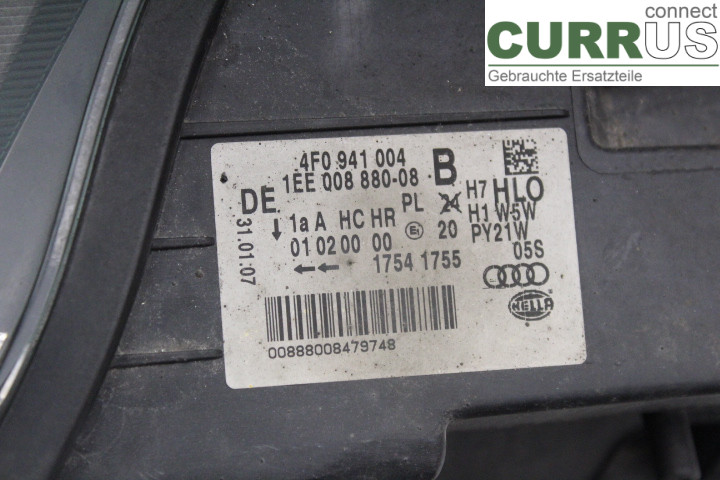 connect
CURRUS
Gebrauchte Ersatzteile
4F0 941 004 B
1EE 008 880-08
DE PL 24 H7 HLO
1a A HC HR E1 20 H1 W5W
01 02 00 00 PY21W
1754 1755 05S
31.01.07
HELLA
00888008479748